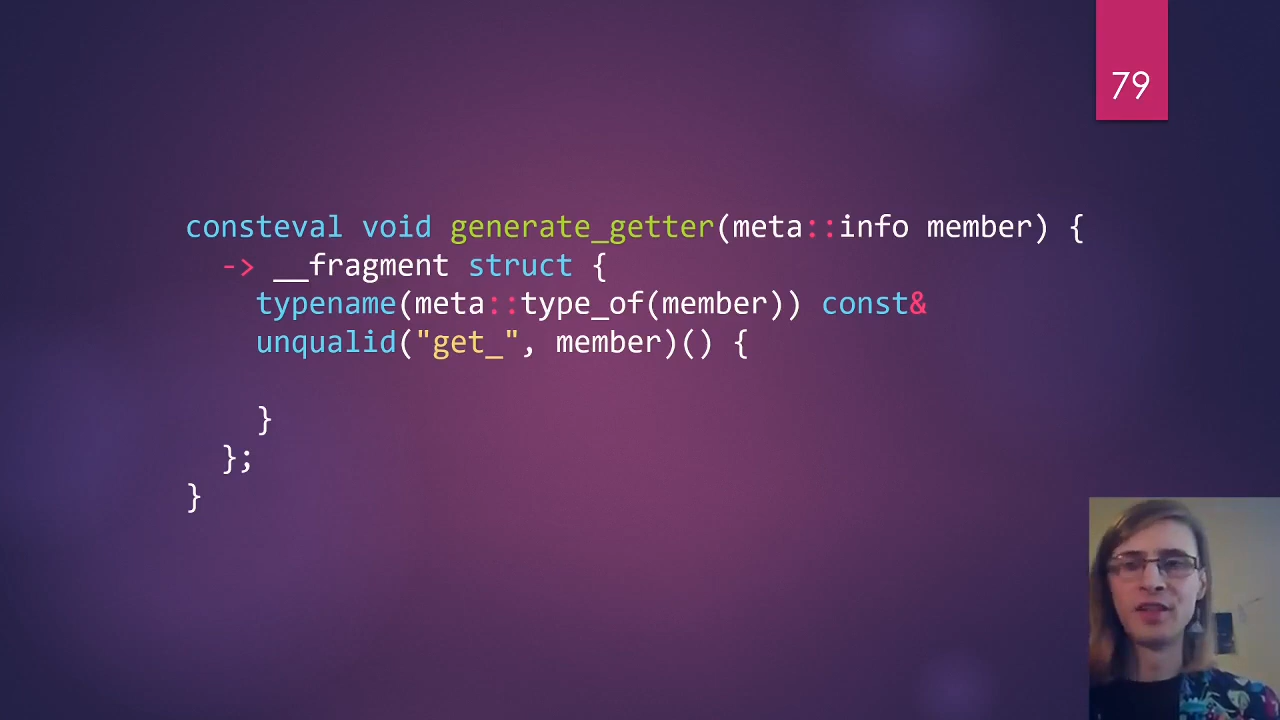 79
consteval void generate_getter(meta::info member) {
-> __fragment struct {
typename(meta::type_of(member)) const&
unqualid("get_", member)() {
}
};
}